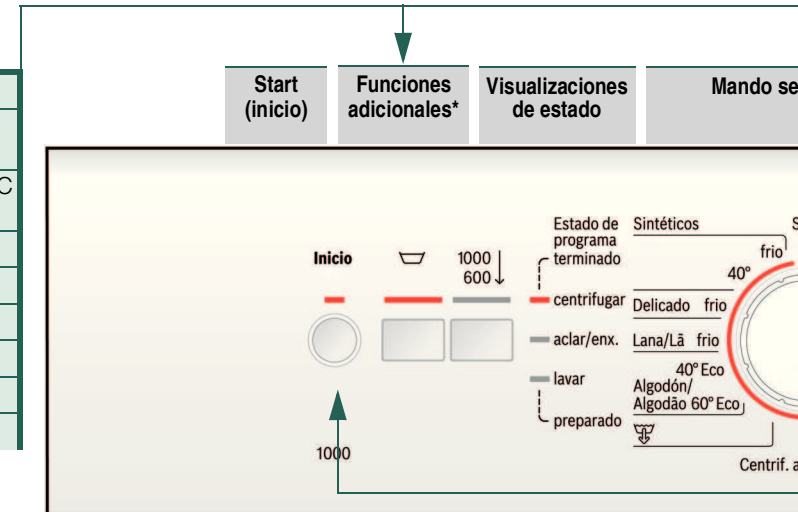 Start
(inicio)
Funciones
adicionales*
Visualizaciones
de estado
Mando se
C
Inicio
1000
600
Estado de
programa
terminado
centrifugar
aclar/enx.
lavar
preparado
Sintéticos
S
frio
40°
Delicado frio
Lana/Lã frio
40° Eco
Algodón/
Algodão 60° Eco
Centrif. a
1000